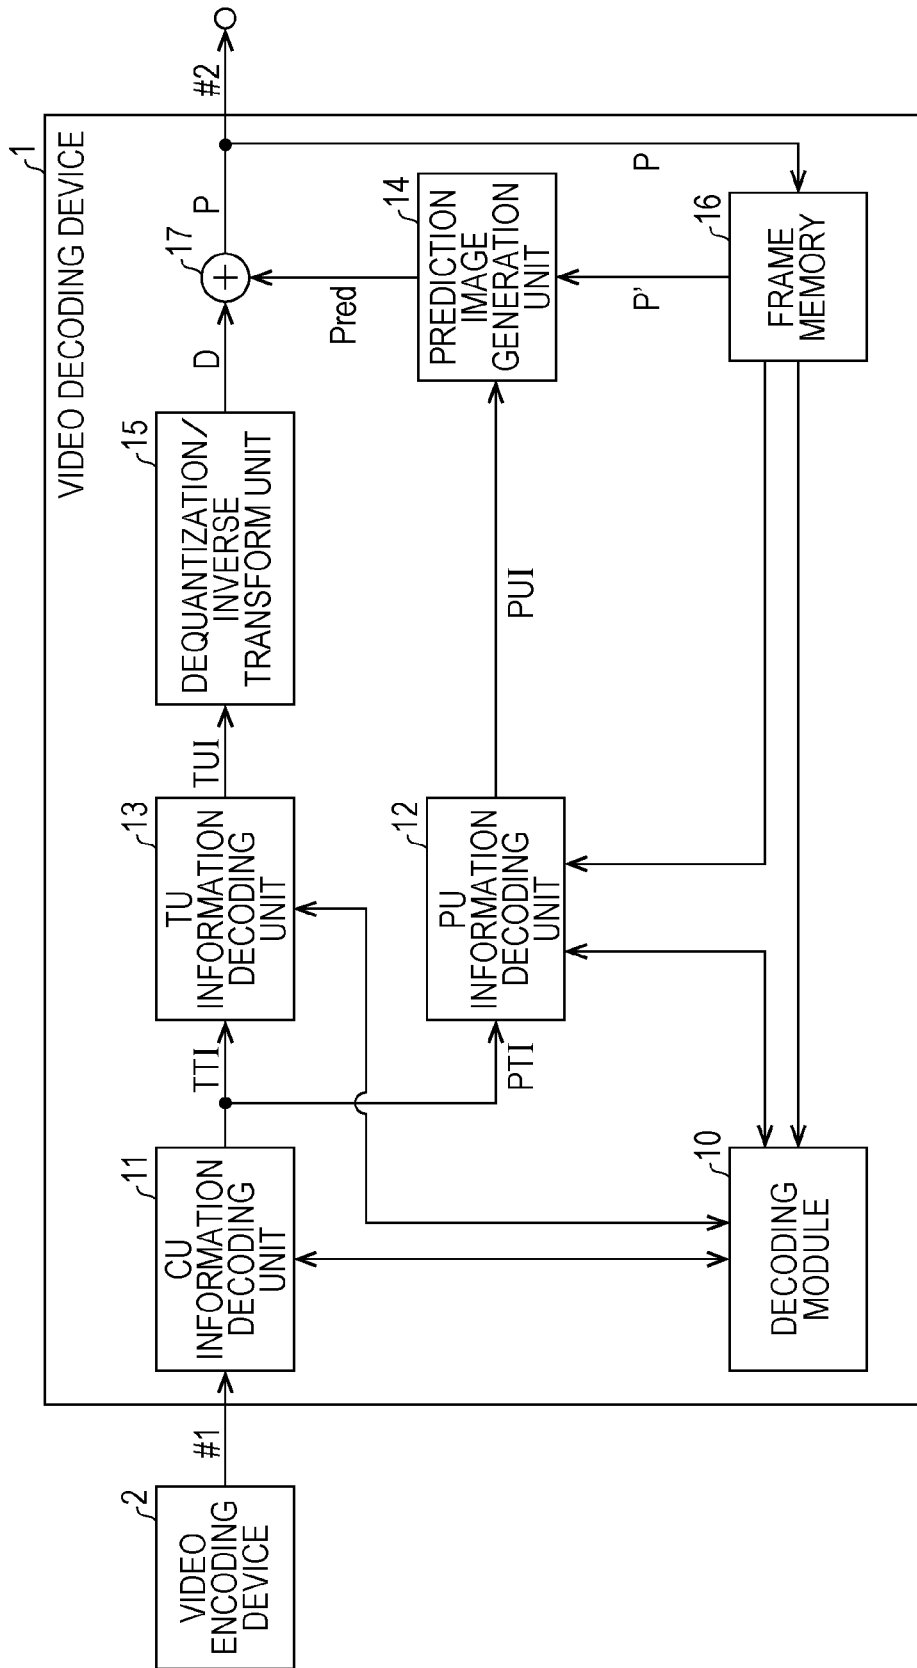 1
VIDEO DECODING DEVICE
2
VIDEO
ENCODING
DEVICE
#1
11
CU
INFORMATION
DECODING
UNIT
TTI
13
TU
INFORMATION
DECODING
UNIT
TUI
15
DEQUANTIZATION/
INVERSE
TRANSFORM UNIT
D
17
+
P
#2
PTI
12
PU
INFORMATION
DECODING
UNIT
PUI
14
PREDICTION
IMAGE
GENERATION
UNIT
Pred
P'
P
10
DECODING
MODULE
16
FRAME
MEMORY